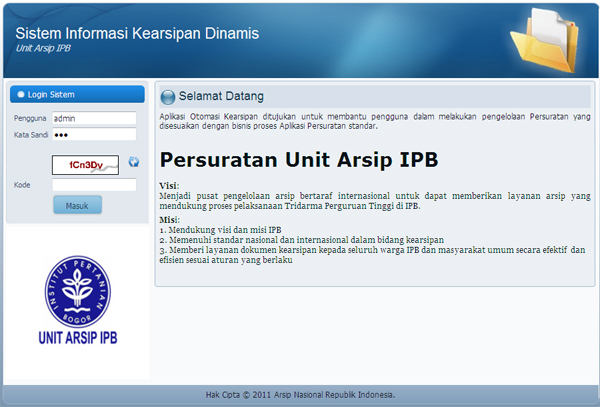 Sistem Informasi Kearsipan Dinamis
Unit Arsip IPB
Login Sistem
Pengguna admin
Kata Sandi •••
fCn3Dv
Kode
Masuk
INSTITUT PERTANIAN
BOGOR
UNIT ARSIP IPB
Selamat Datang
Aplikasi Otomasi Kearsipan ditujukan untuk membantu pengguna dalam melakukan pengelolaan Persuratan yang
disesuaikan dengan bisnis proses Aplikasi Persuratan standar.
Persuratan Unit Arsip IPB
Visi:
Menjadi pusat pengelolaan arsip bertaraf internasional untuk dapat memberikan layanan arsip yang
mendukung proses pelaksanaan Tridarma Perguruan Tinggi di IPB.
Misi:
1. Mendukung visi dan misi IPB
2. Memenuhi standar nasional dan internasional dalam bidang kearsipan
3. Memberi layanan dokumen kearsipan kepada seluruh warga IPB dan masyarakat umum secara efektif dan
efisien sesuai aturan yang berlaku
Hak Cipta © 2011 Arsip Nasional Republik Indonesia.